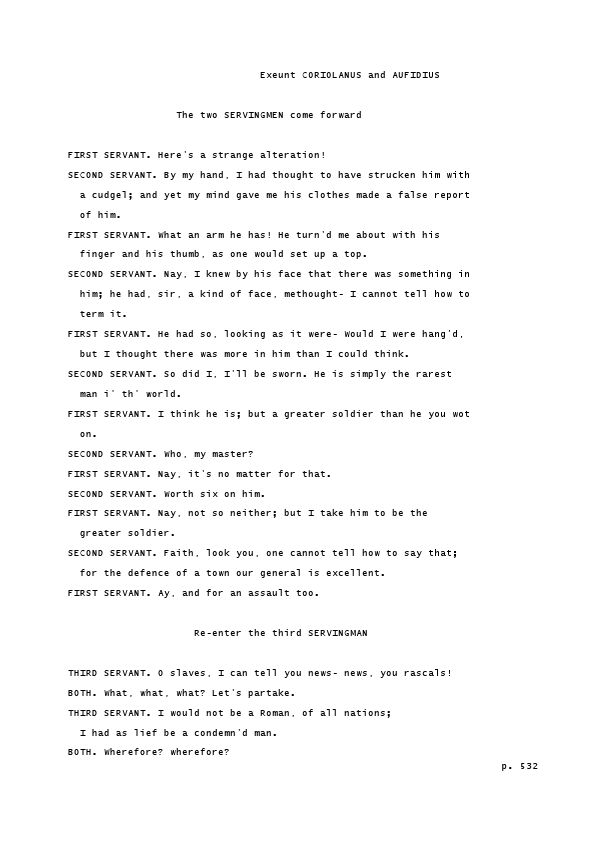 Exeunt CORIOLANUS and AUFIDIUS
The two SERVINGMEN come forward
FIRST SERVANT. Here's a strange alteration!
SECOND SERVANT. By my hand, I had thought to have strucken him with
a cudgel; and yet my mind gave me his clothes made a false report
of him.
FIRST SERVANT. What an arm he has! He turn'd me about with his
finger and his thumb, as one would set up a top.
SECOND SERVANT. Nay, I knew by his face that there was something in
him; he had, sir, a kind of face, methought- I cannot tell how to
term it.
FIRST SERVANT. He had so, looking as it were- Would I were hang'd,
but I thought there was more in him than I could think.
SECOND SERVANT. So did I, I'll be sworn. He is simply the rarest
man i' th' world.
FIRST SERVANT. I think he is; but a greater soldier than he you wot
on.
SECOND SERVANT. Who, my master?
FIRST SERVANT. Nay, it's no matter for that.
SECOND SERVANT. Worth six on him.
FIRST SERVANT. Nay, not so neither; but I take him to be the
greater soldier.
SECOND SERVANT. Faith, look you, one cannot tell how to say that;
for the defence of a town our general is excellent.
FIRST SERVANT. Ay, and for an assault too.
Re-enter the third SERVINGMAN
THIRD SERVANT. O slaves, I can tell you news- news, you rascals!
BOTH. What, what, what? Let's partake.
THIRD SERVANT. I would not be a Roman, of all nations;
I had as lief be a condemn'd man.
BOTH. Wherefore? wherefore?
p. 532